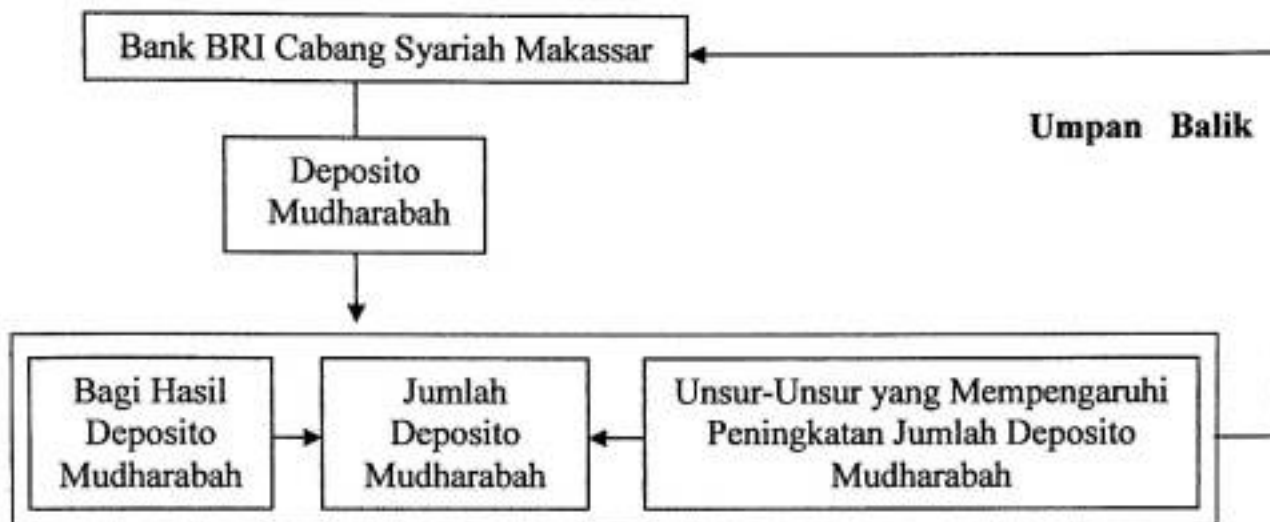 Bank BRI Cabang Syariah Makassar
Umpan Balik
Deposito
Mudharabah
Bagi Hasil
Deposito
Mudharabah
Jumlah
Deposito
Mudharabah
Unsur-Unsur yang Mempengaruhi
Peningkatan Jumlah Deposito
Mudharabah